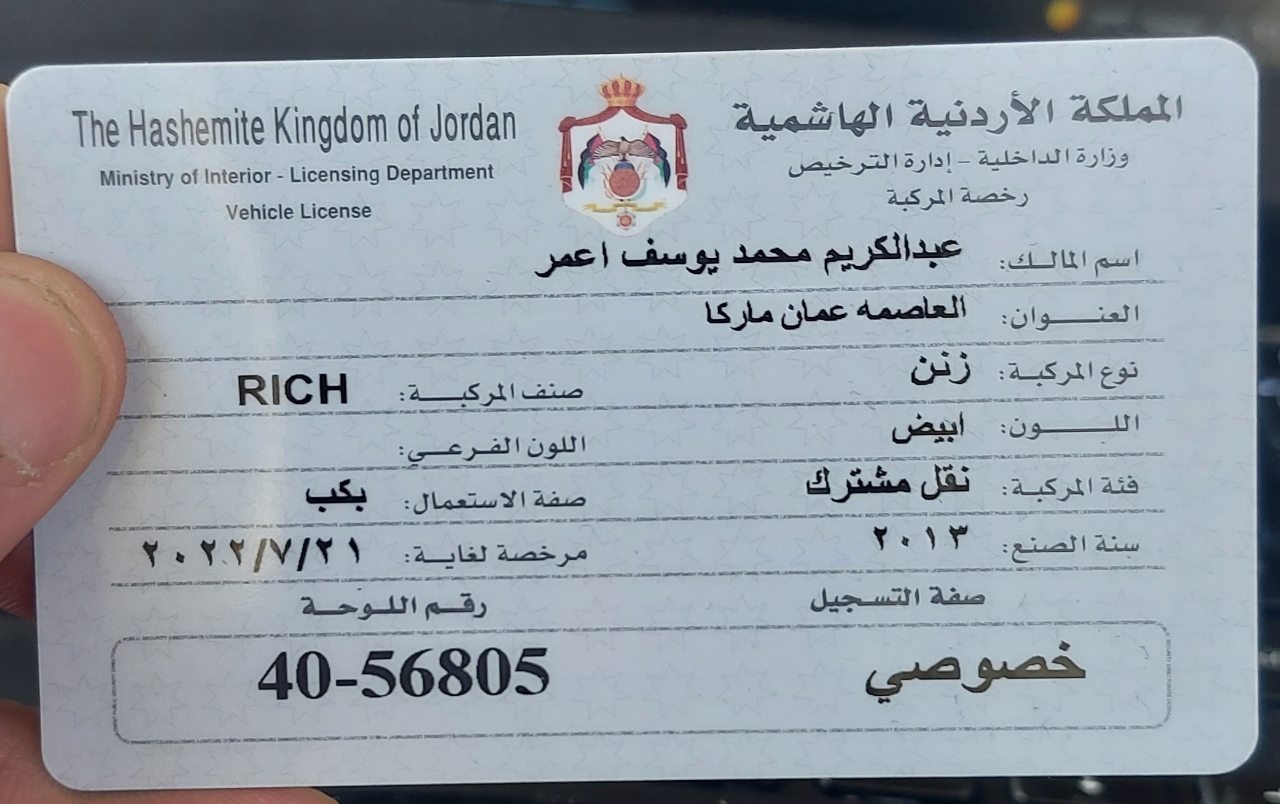 The Hashemite Kingdom of Jordan
Ministry of Interior - Licensing Department
Vehicle License
المملكة الأردنية الهاشمية
وزارة الداخلية - إدارة الترخيص
رخصة المركبة
اسم المالك: عبدالكريم محمد يوسف اعمر
العنوان: العاصمه عمان ماركا
نوع المركبة: زنن
صنف المركبة: RICH
اللون: ابيض
اللون الفرعي:
فئة المركبة: نقل مشترك
صفة الاستعمال: بكب
سنة الصنع: ٢٠١٣
مرخصة لغاية: ٢٠٢٢/٧/٢١
صفة التسجيل
رقم اللوحة
خصوصي
40-56805